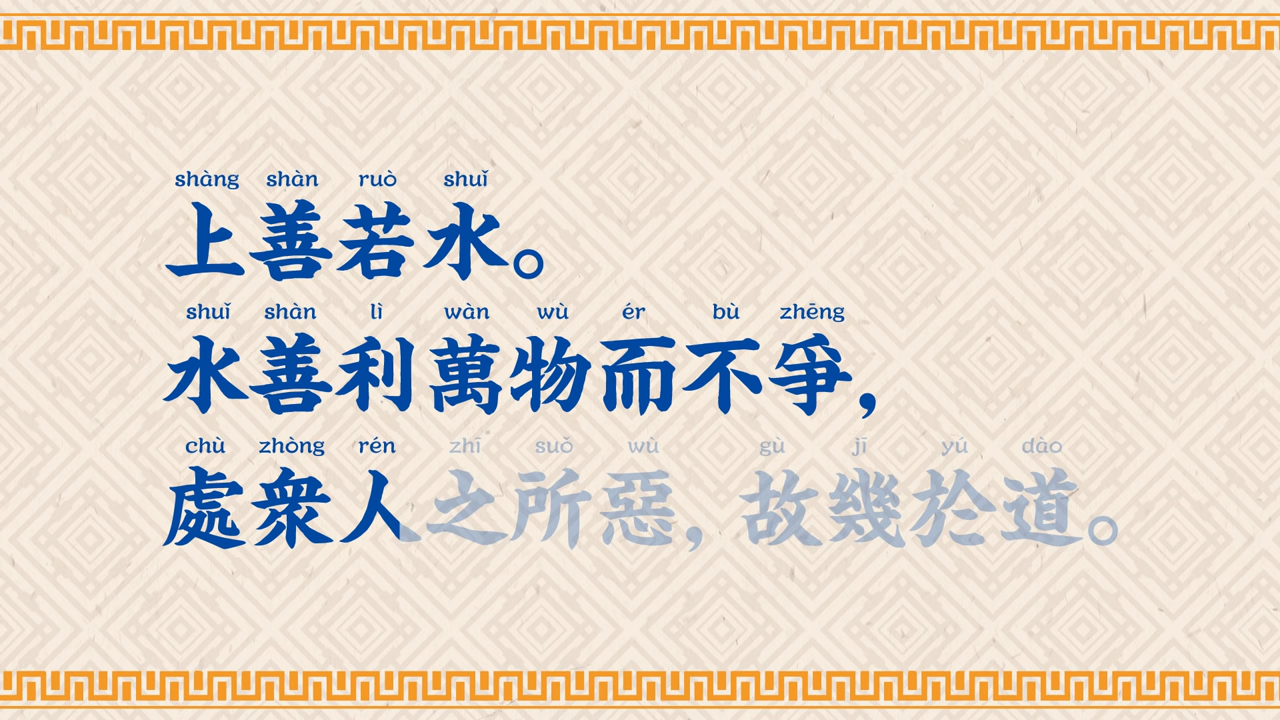 shàng shàn ruò shuǐ
上善若水。
shuǐ shàn lì wàn wù ér bù zhēng
水善利萬物而不爭，
chù zhòng rén zhī suǒ wù gù jī yú dào
處衆人之所惡，故幾於道。